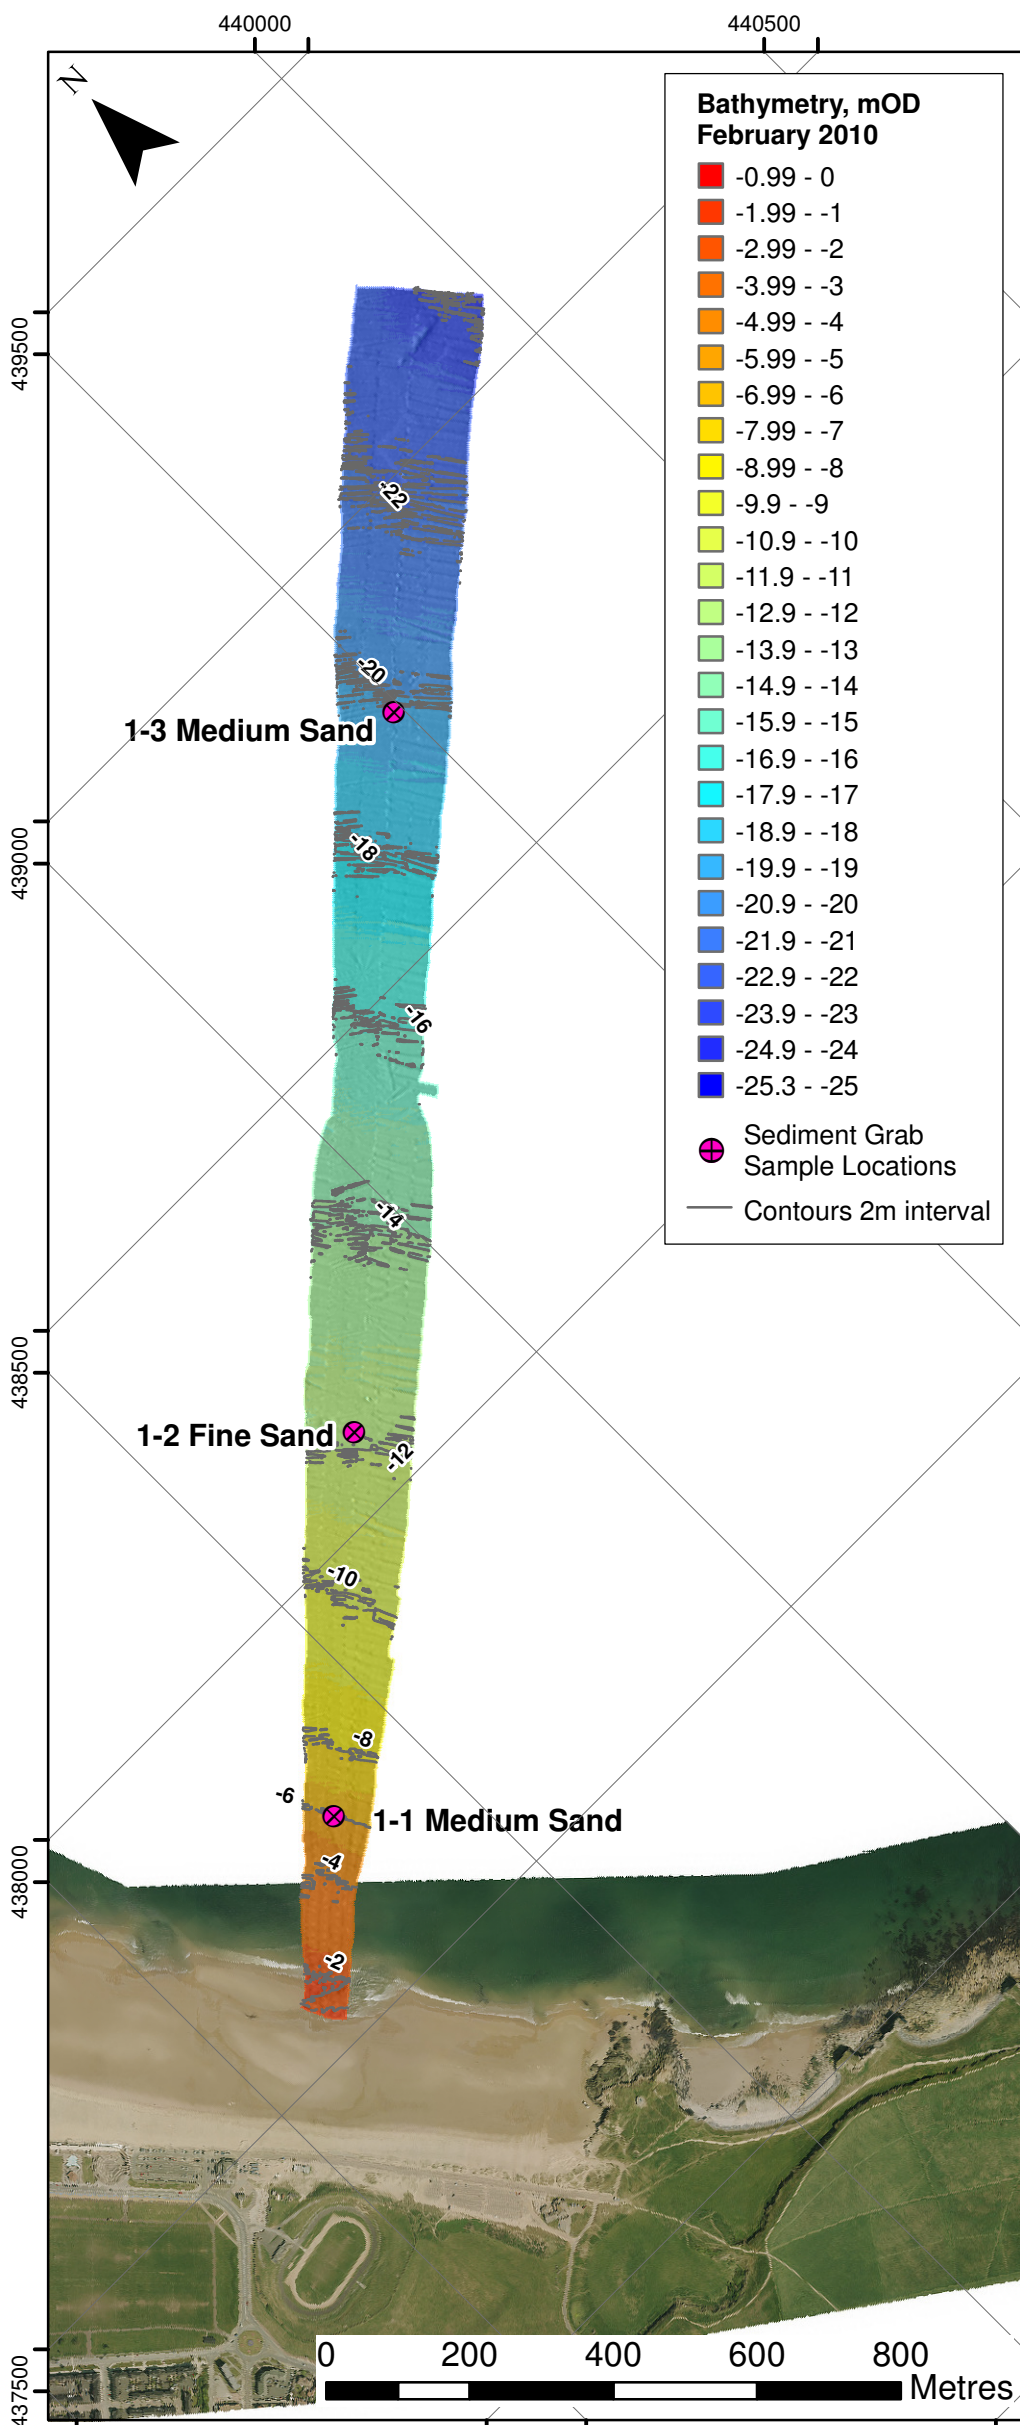 440000
440500
N
Bathymetry, mOD
February 2010
-0.99 - 0
-1.99 - -1
-2.99 - -2
-3.99 - -3
-4.99 - -4
-5.99 - -5
-6.99 - -6
-7.99 - -7
-8.99 - -8
-9.9 - -9
-10.9 - -10
-11.9 - -11
-12.9 - -12
-13.9 - -13
-14.9 - -14
-15.9 - -15
-16.9 - -16
-17.9 - -17
-18.9 - -18
-19.9 - -19
-20.9 - -20
-21.9 - -21
-22.9 - -22
-23.9 - -23
-24.9 - -24
-25.3 - -25
Sediment Grab
Sample Locations
Contours 2m interval
439500
-22
-20
1-3 Medium Sand
439000
-18
-16
-14
438500
1-2 Fine Sand
-12
-10
-8
-6
1-1 Medium Sand
-4
438000
-2
0
200
400
600
800
Metres
437500